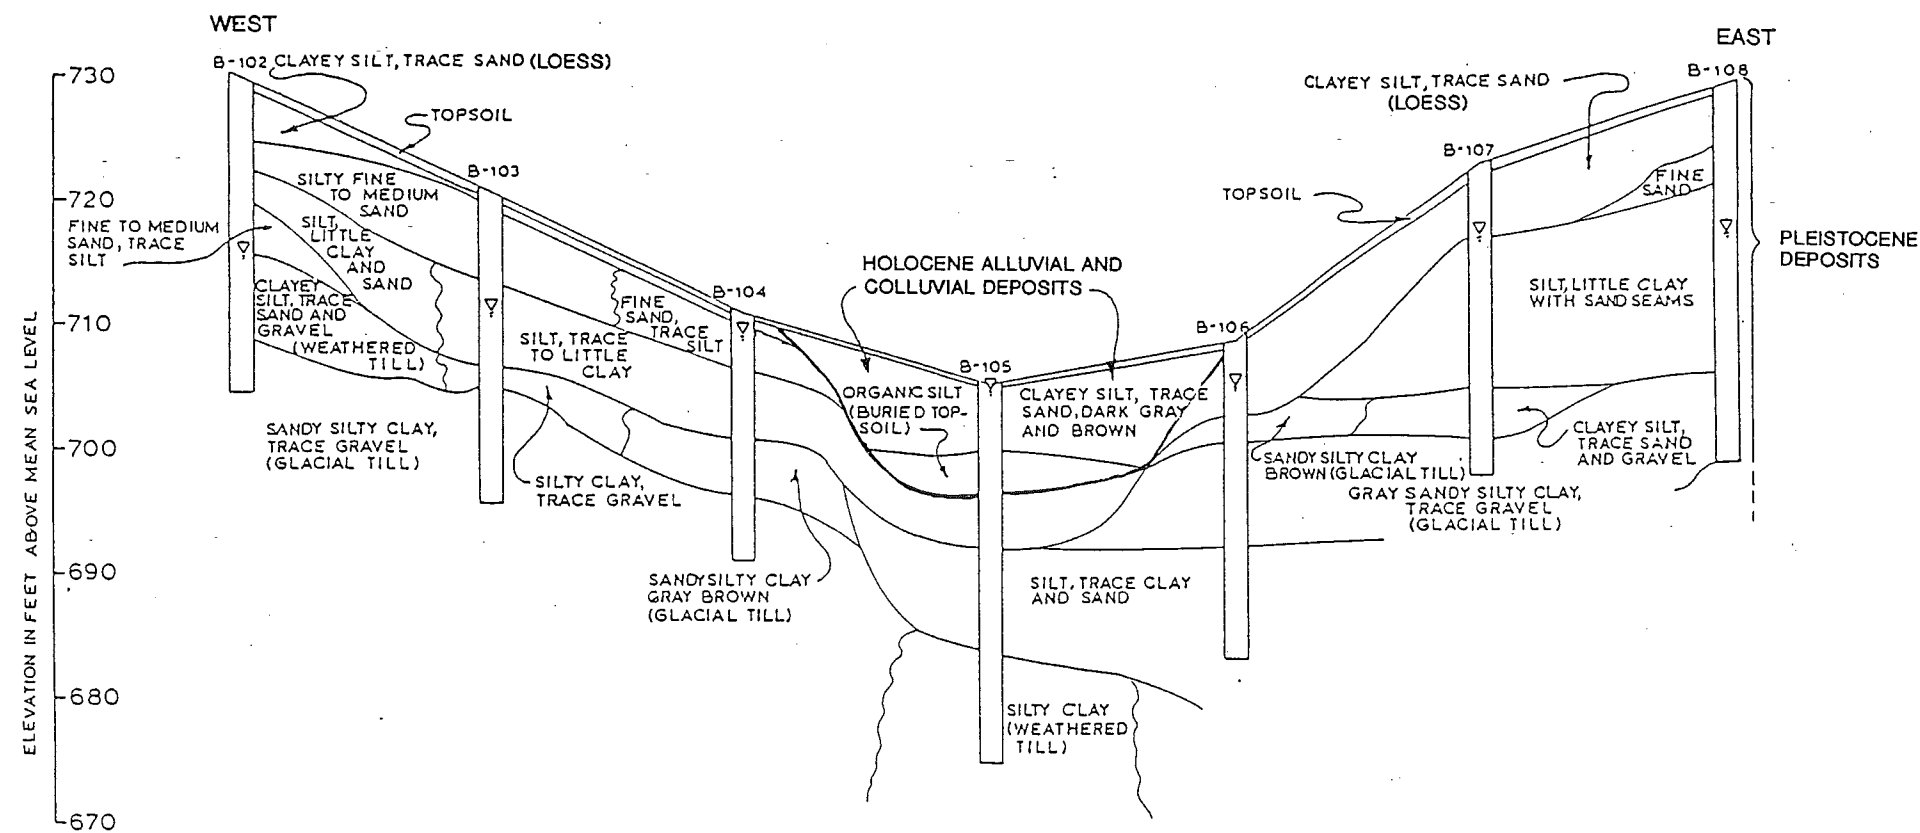 WEST
EAST
B-102
CLAYEY SILT, TRACE SAND (LOESS)
TOPSOIL
B-103
SILTY FINE
TO MEDIUM
SAND
FINE TO MEDIUM
SAND, TRACE
SILT
SILT,
LITTLE
CLAY
AND
SAND
CLAYEY
SILT, TRACE
SAND AND
GRAVEL
(WEATHERED
TILL)
SANDY SILTY CLAY,
TRACE GRAVEL
(GLACIAL TILL)
B-104
FINE
SAND,
TRACE
SILT
SILT, TRACE
TO LITTLE
CLAY
SILTY CLAY,
TRACE GRAVEL
SANDY SILTY CLAY
GRAY BROWN
(GLACIAL TILL)
HOLOCENE ALLUVIAL AND
COLLUVIAL DEPOSITS
B-105
ORGANIC SILT
(BURIED TOP-
SOIL)
CLAYEY SILT, TRACE
SAND, DARK GRAY
AND BROWN
SILT, TRACE CLAY
AND SAND
SILTY CLAY
(WEATHERED
TILL)
B-106
TOPSOIL
B-107
CLAYEY SILT, TRACE SAND
(LOESS)
B-108
FINE
SAND
SILT, LITTLE CLAY
WITH SAND SEAMS
PLEISTOCENE
DEPOSITS
CLAYEY SILT,
TRACE SAND
AND GRAVEL
SANDY SILTY CLAY
BROWN (GLACIAL TILL)
GRAY SANDY SILTY CLAY,
TRACE GRAVEL
(GLACIAL TILL)
ELEVATION IN FEET ABOVE MEAN SEA LEVEL
730
720
710
700
690
680
670